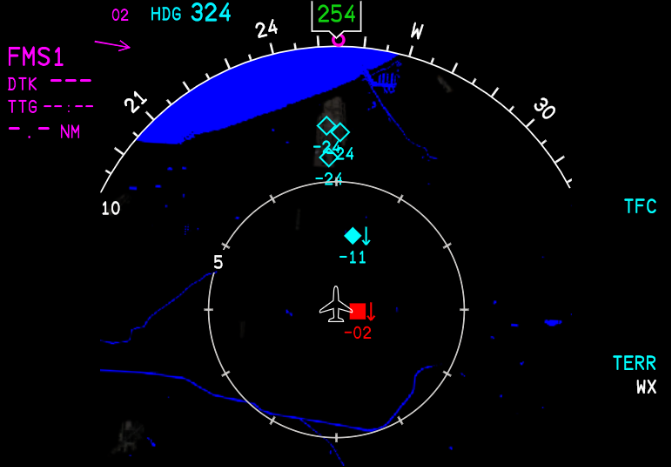 02 HDG 324
254
24
W
FMS1
DTK ---
TTG --:--
-.- NM
21
30
-24
-24
-24
10
TFC
-11
5
-02
TERR
WX